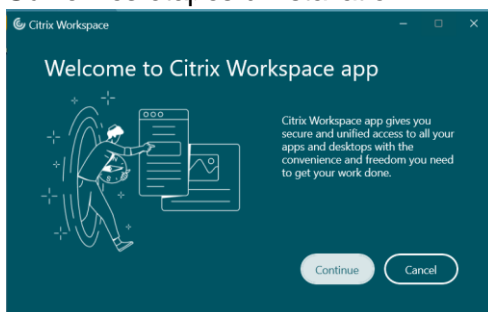 Citrix Workspace
Welcome to Citrix Workspace app
Citrix Workspace app gives you
secure and unified access to all your
apps and desktops with the
convenience and freedom you need
to get your work done.
Continue
Cancel